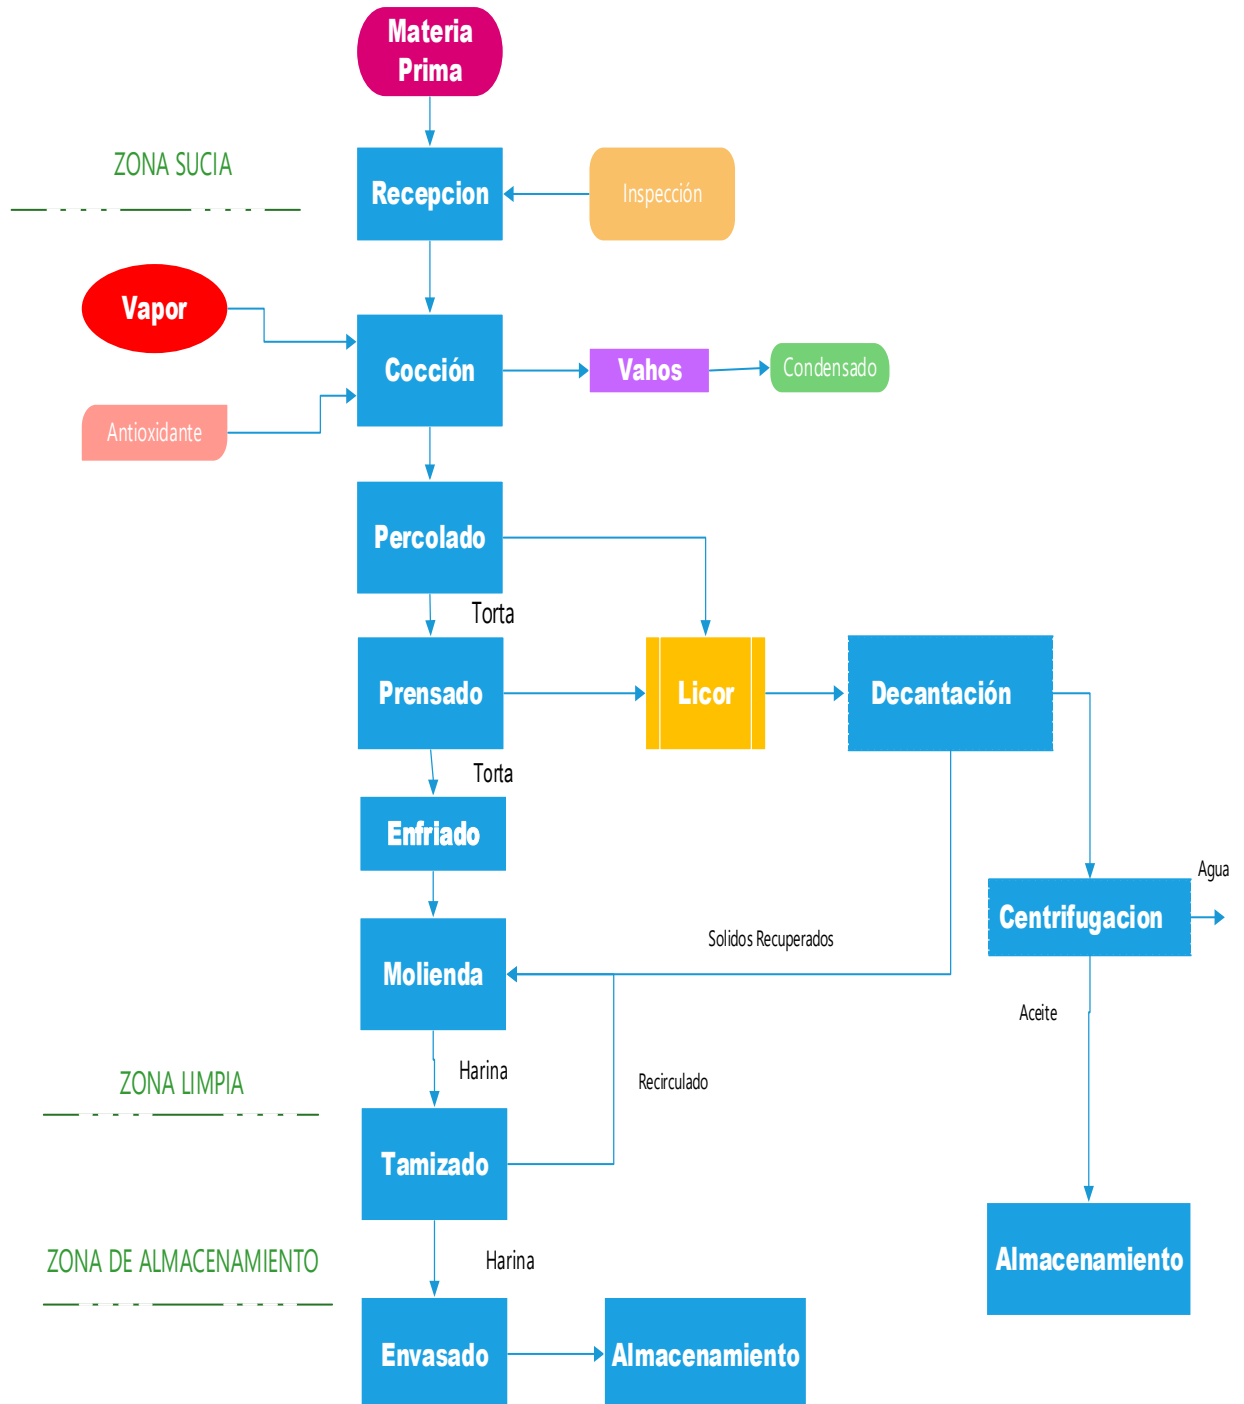 Materia
Prima
ZONA SUCIA
Recepcion
Inspección
Vapor
Cocción
Vahos
Condensado
Antioxidante
Percolado
Torta
Prensado
Licor
Decantación
Torta
Enfriado
Agua
Centrifugacion
Solidos Recuperados
Molienda
Aceite
Harina
Recirculado
ZONA LIMPIA
Tamizado
ZONA DE ALMACENAMIENTO
Harina
Almacenamiento
Envasado
Almacenamiento